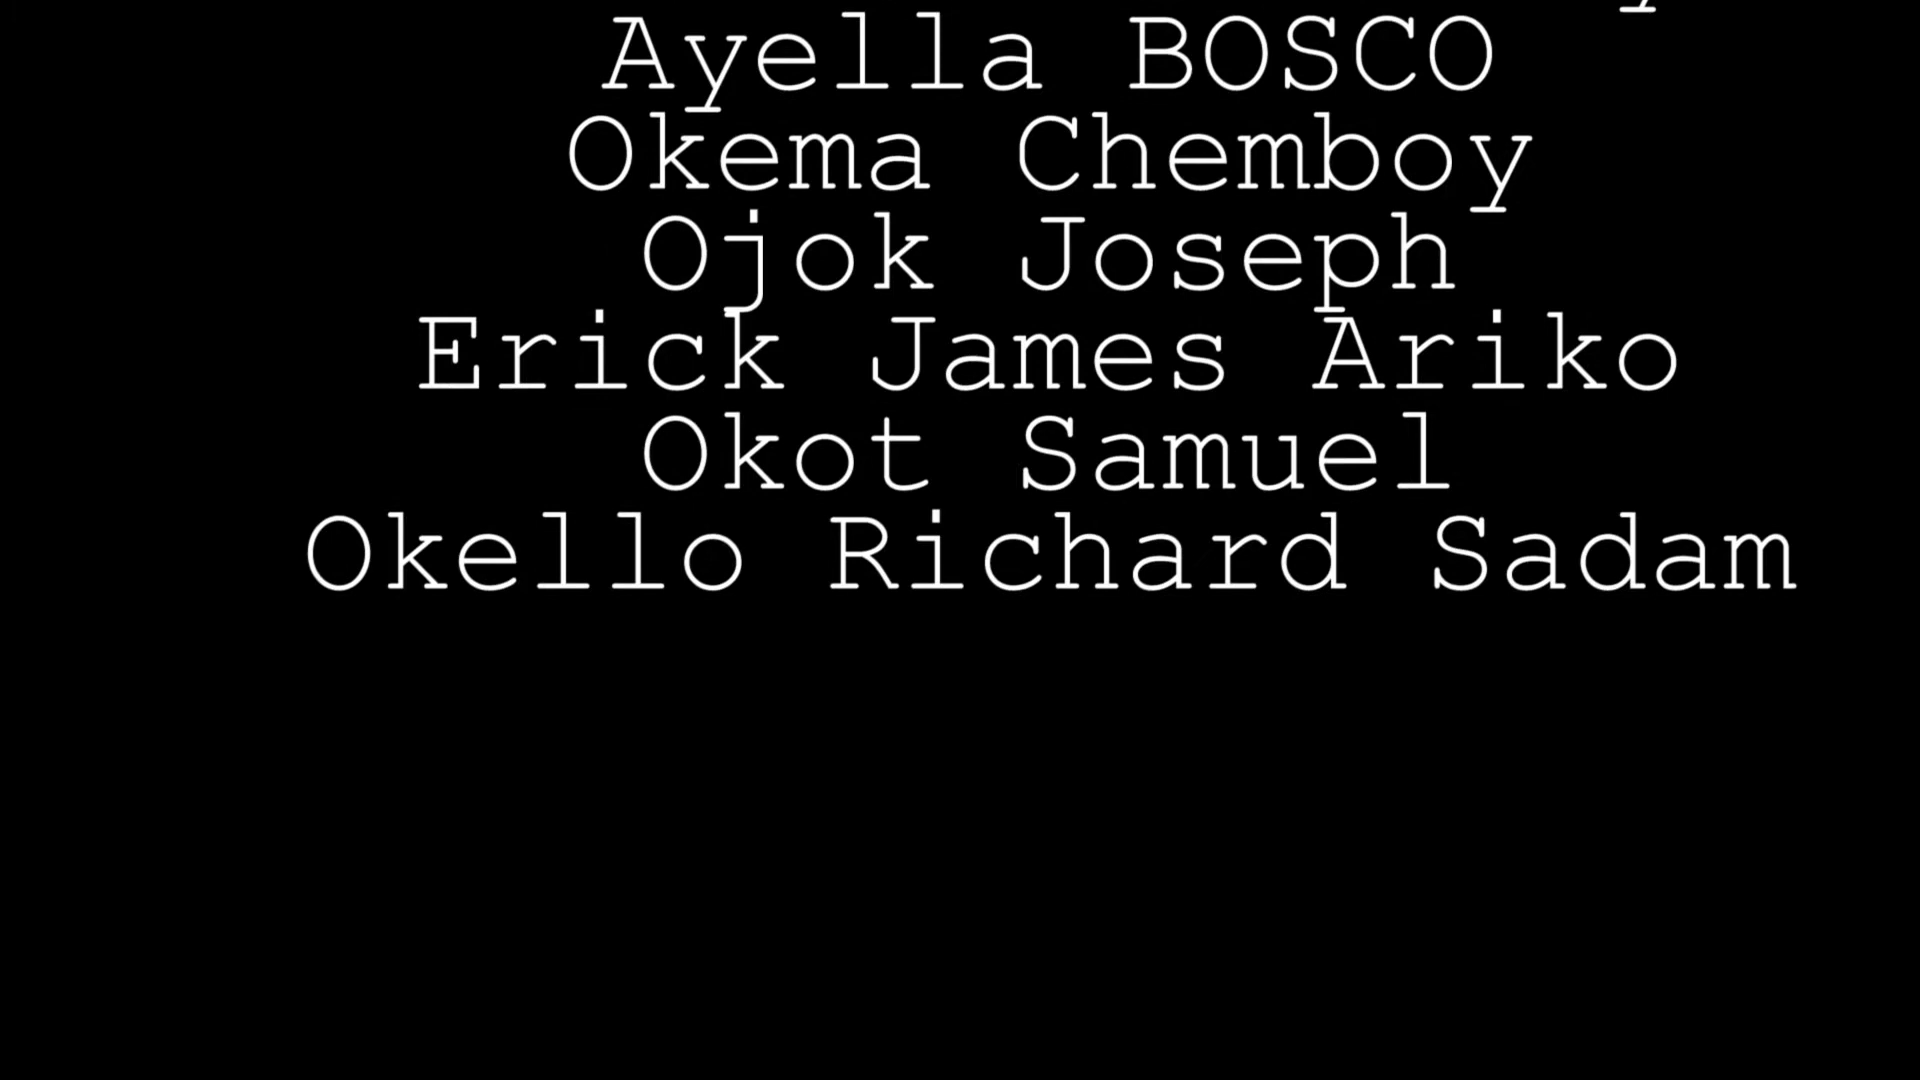 Ayella BOSCO
Okema Chemboy
Ojok Joseph
Erick James Ariko
Okot Samuel
Okello Richard Sadam